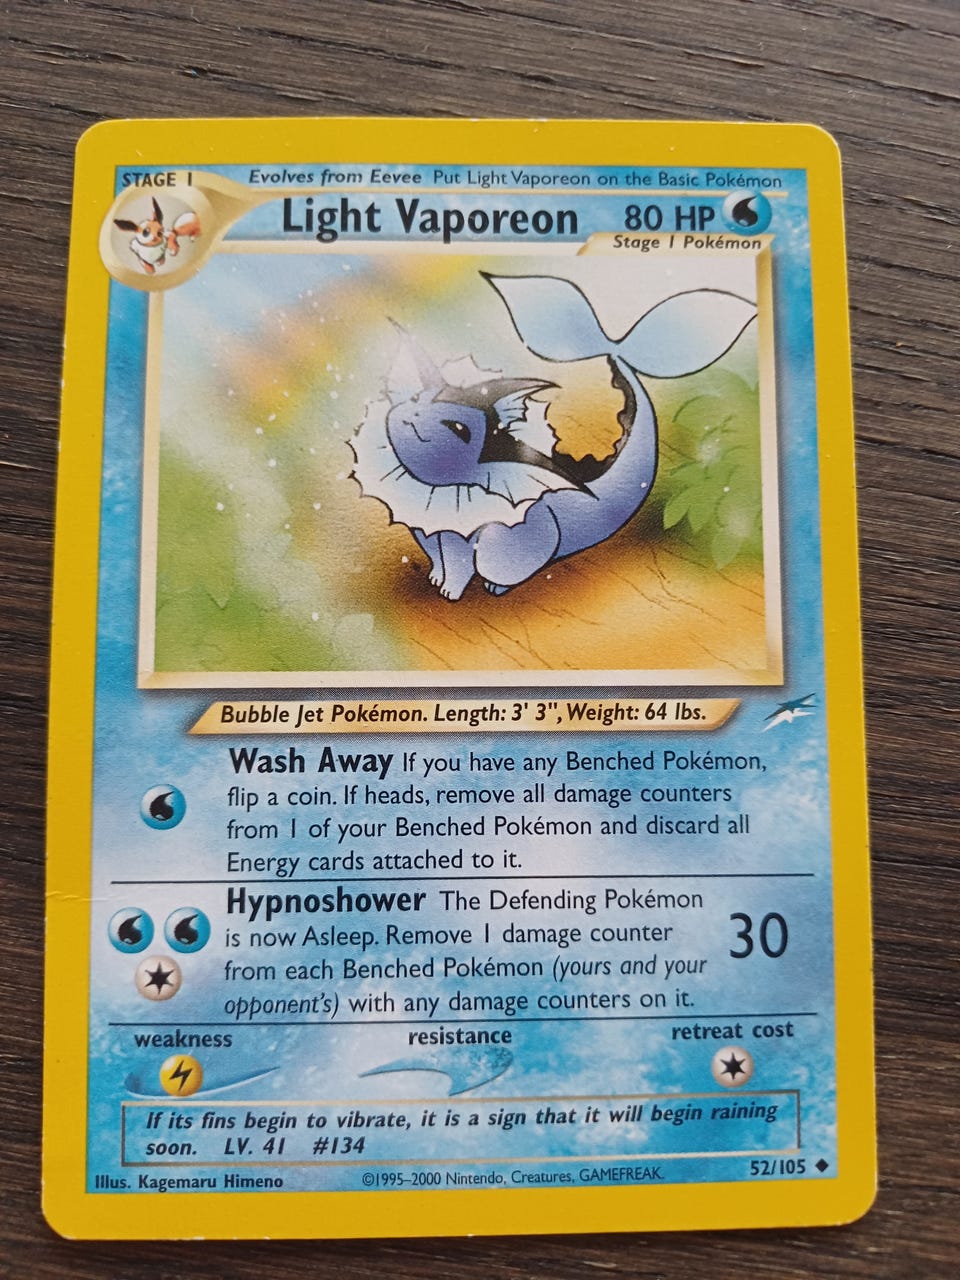 STAGE 1 Evolves from Eevee Put Light Vaporeon on the Basic Pokémon
Light Vaporeon 80 HP
Stage 1 Pokémon
Bubble Jet Pokémon. Length: 3' 3", Weight: 64 lbs.
Wash Away If you have any Benched Pokémon,
flip a coin. If heads, remove all damage counters
from 1 of your Benched Pokémon and discard all
Energy cards attached to it.
Hypnoshower The Defending Pokémon
is now Asleep. Remove 1 damage counter
from each Benched Pokémon (yours and your
opponent's) with any damage counters on it.
30
weakness resistance retreat cost
If its fins begin to vibrate, it is a sign that it will begin raining
soon. LV. 41 #134
Illus. Kagemaru Himeno ©1995–2000 Nintendo, Creatures, GAMEFREAK. 52/105